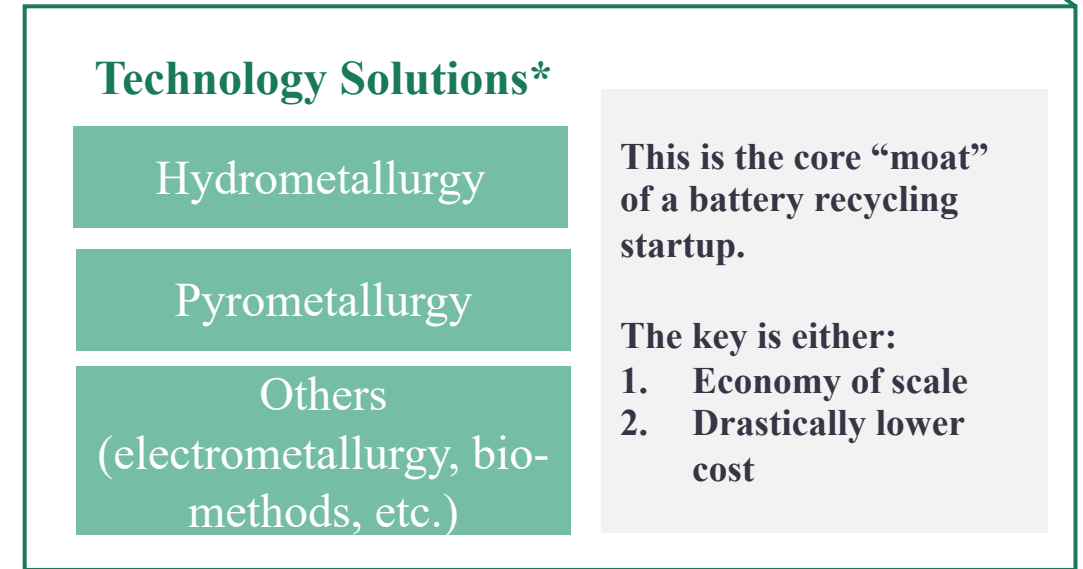 Technology Solutions*
Hydrometallurgy
Pyrometallurgy
Others
(electrometallurgy, bio-
methods, etc.)
This is the core “moat”
of a battery recycling
startup.
The key is either:
1. Economy of scale
2. Drastically lower
cost